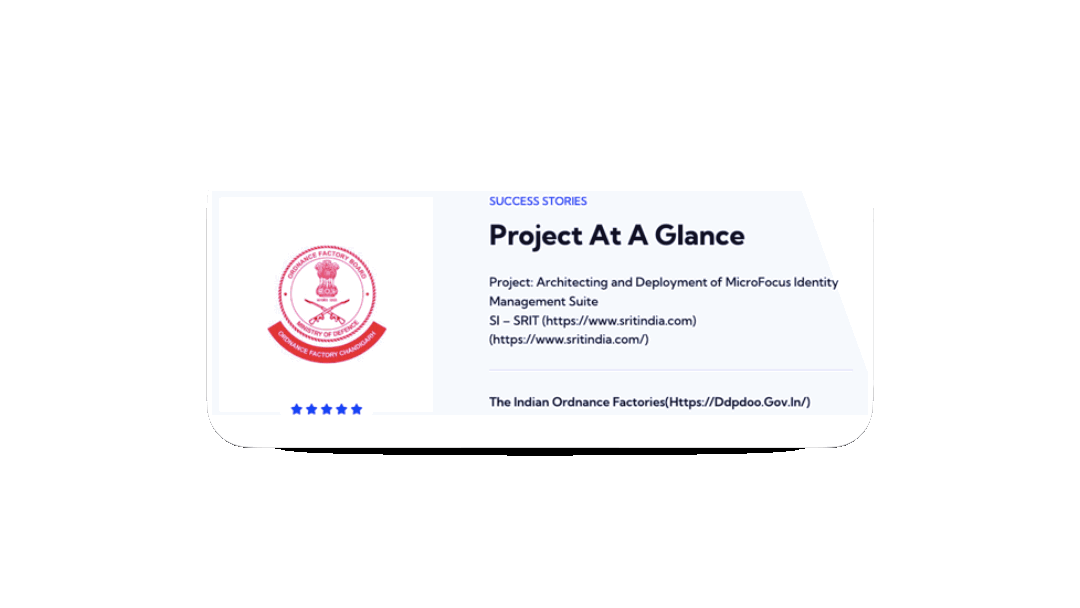 SUCCESS STORIES
Project At A Glance
Project: Architecting and Deployment of MicroFocus Identity
Management Suite
SI – SRIT (https://www.sritindia.com)
(https://www.sritindia.com/)
The Indian Ordnance Factories(Https://Ddpdoo.Gov.In/)
ORDNANCE FACTORY BOARD
MINISTRY OF DEFENCE
ORDNANCE FACTORY CHANDIGARH